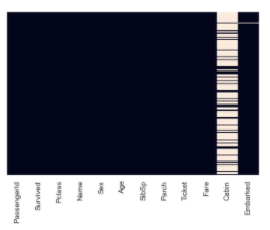 PassengerId
Survived
Pclass
Name
Sex
Age
SibSp
Parch
Ticket
Fare
Cabin
Embarked